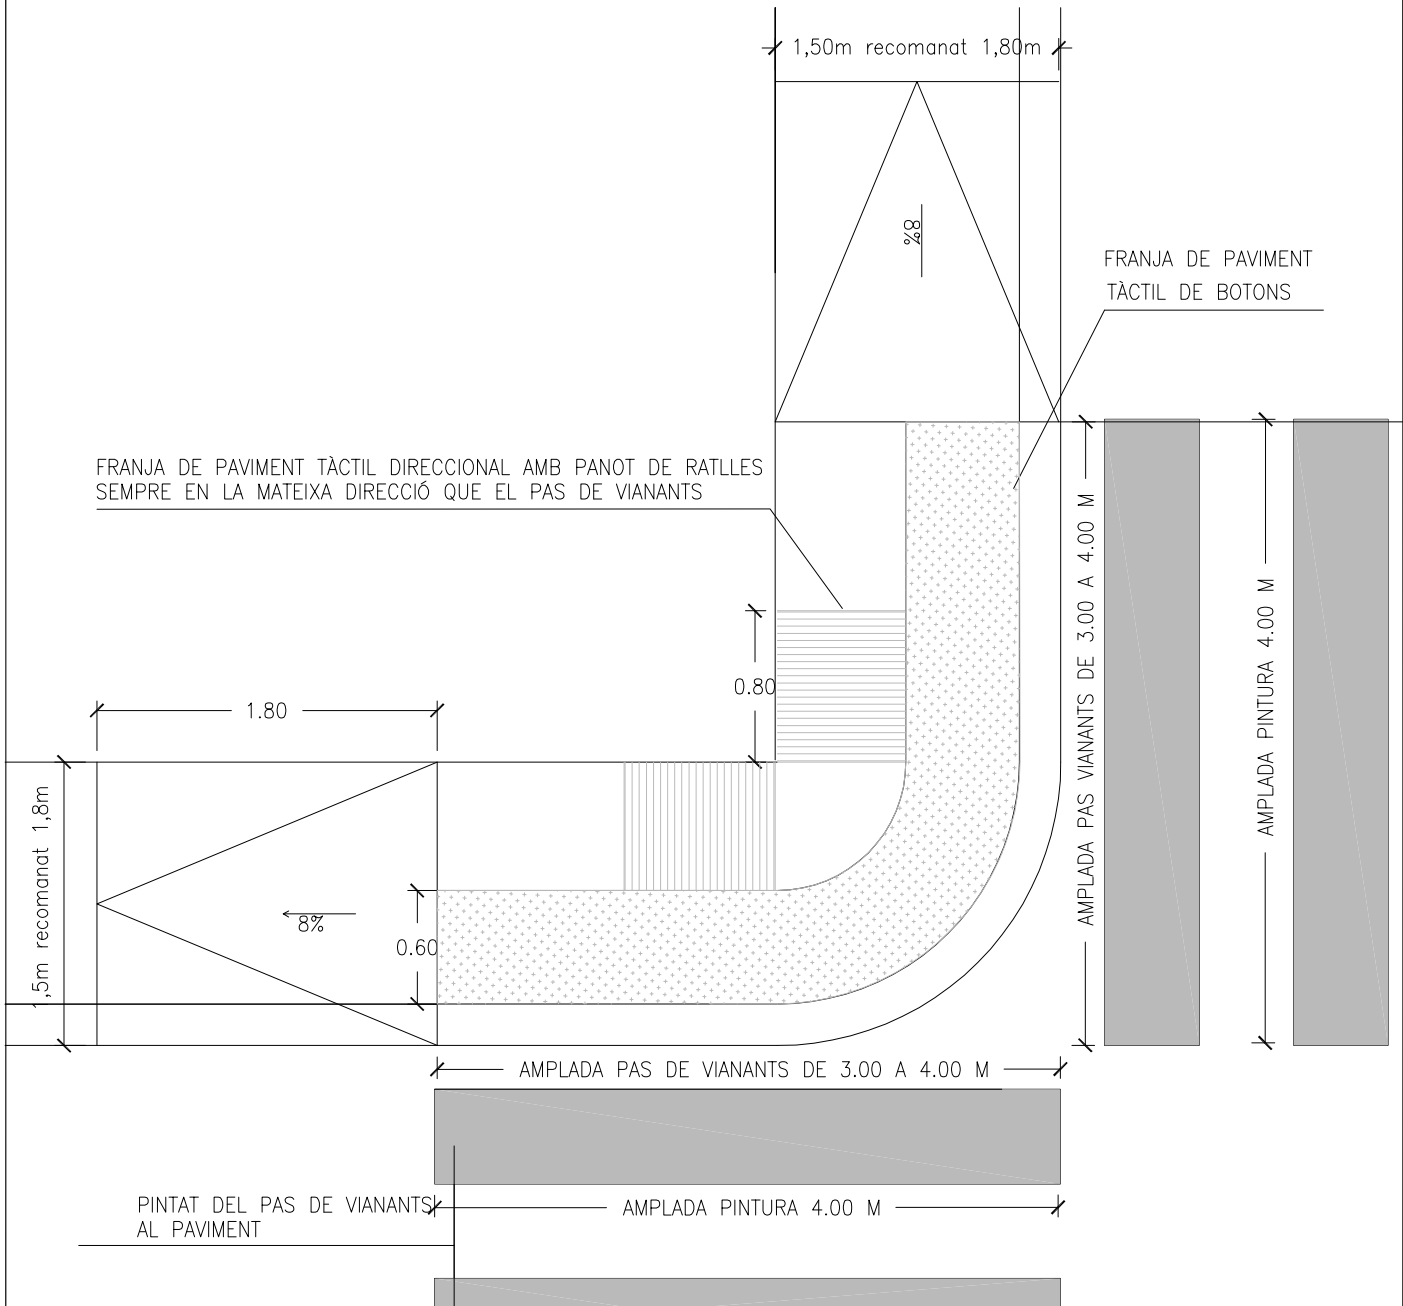 1,50m recomanat 1,80m
8%
FRANJA DE PAVIMENT
TÀCTIL DE BOTONS
FRANJA DE PAVIMENT TÀCTIL DIRECCIONAL AMB PANOT DE RATLLES
SEMPRE EN LA MATEIXA DIRECCIÓ QUE EL PAS DE VIANANTS
AMPLADA PAS VIANANTS DE 3.00 A 4.00 M
AMPLADA PINTURA 4.00 M
0.80
1.80
1,5m recomanat 1,8m
8%
0.60
AMPLADA PAS DE VIANANTS DE 3.00 A 4.00 M
PINTAT DEL PAS DE VIANANTS
AL PAVIMENT
AMPLADA PINTURA 4.00 M